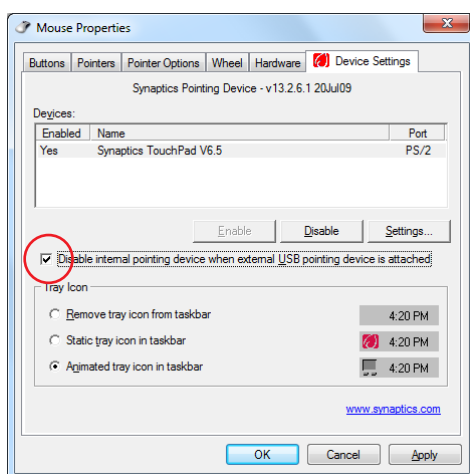 Mouse Properties
Buttons Pointers Pointer Options Wheel Hardware Device Settings
Synaptics Pointing Device - v13.2.6.1 20Jul09
Devices:
Enabled Name Port
Yes Synaptics TouchPad V6.5 PS/2
Enable Disable Settings...
Disable internal pointing device when external USB pointing device is attached
Tray Icon
Remove tray icon from taskbar 4:20 PM
Static tray icon in taskbar 4:20 PM
Animated tray icon in taskbar 4:20 PM
www.synaptics.com
OK Cancel Apply